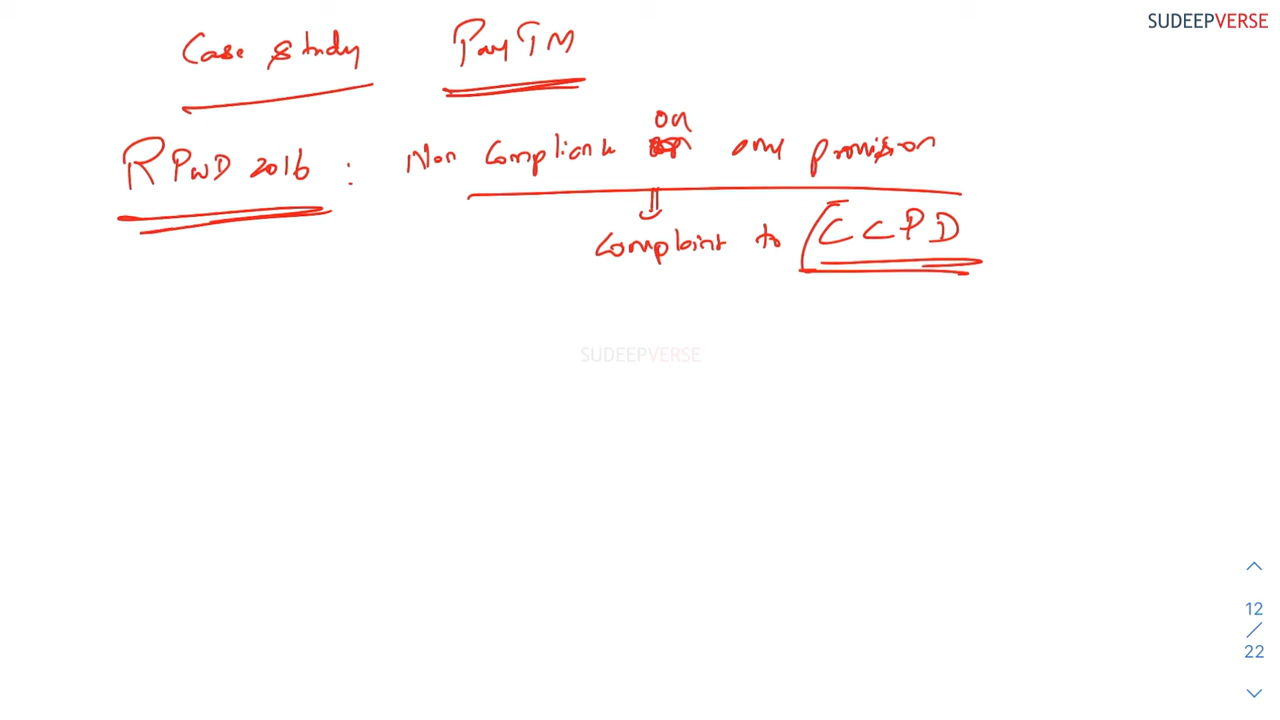 SUDEEPVERSE
Case study PayTM
RPwD 2016 : Non Compliance on any provision
Complaint to CCPD
SUDEEPVERSE
12
/
22